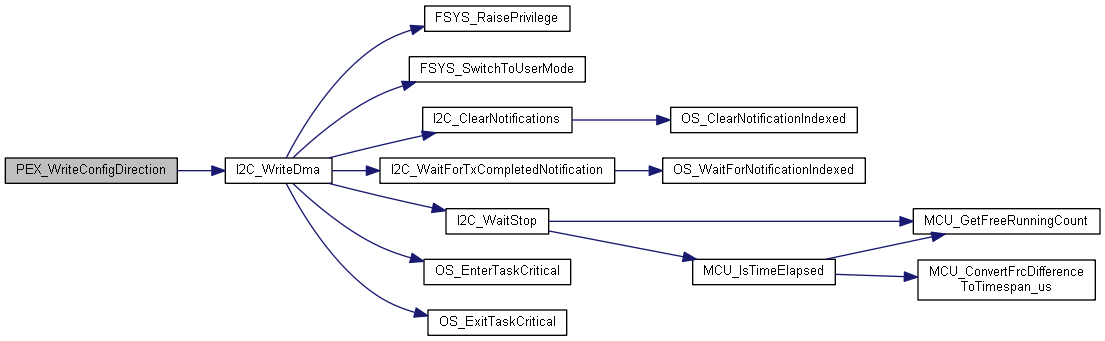 FSYS_RaisePrivilege
FSYS_SwitchToUserMode
I2C_ClearNotifications
OS_ClearNotificationIndexed
PEX_WriteConfigDirection
I2C_WriteDma
I2C_WaitForTxCompletedNotification
OS_WaitForNotificationIndexed
I2C_WaitStop
MCU_GetFreeRunningCount
OS_EnterTaskCritical
MCU_IsTimeElapsed
MCU_ConvertFrcDifference
ToTimespan_us
OS_ExitTaskCritical